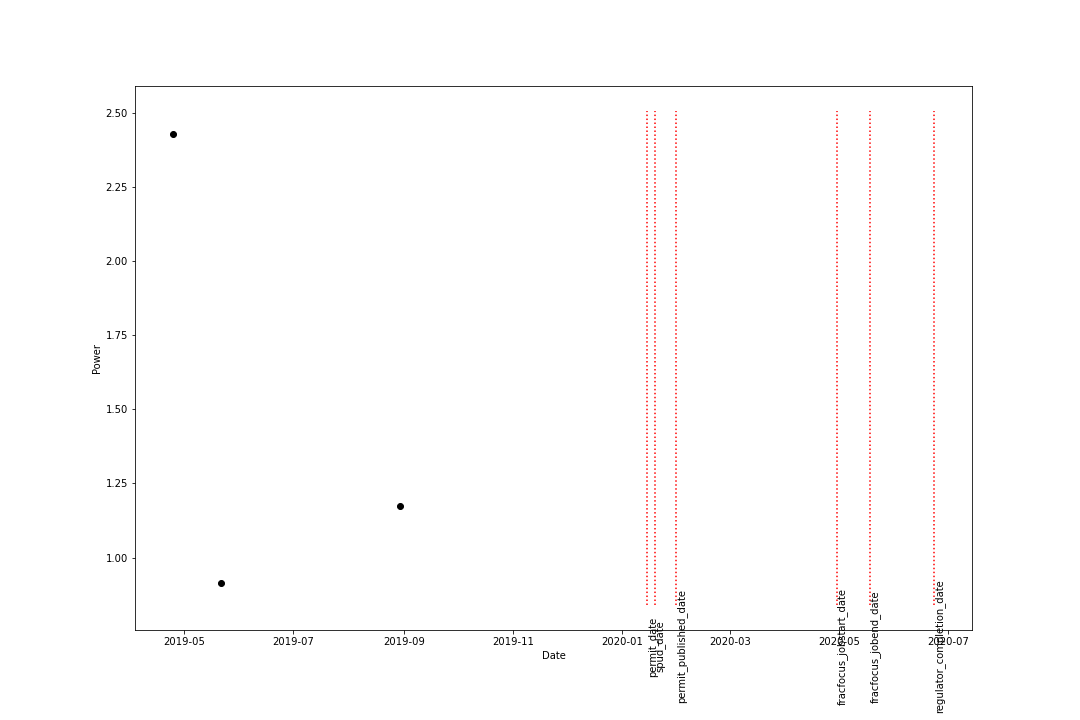 2.50
2.25
2.00
1.75
1.50
1.25
1.00
Power
2019-05
2019-07
2019-09
2019-11
2020-01
2020-03
2020-05
2020-07
Date
permit_date
spud_date
permit_published_date
fracfocus_jobstart_date
fracfocus_jobend_date
regulator_completion_date